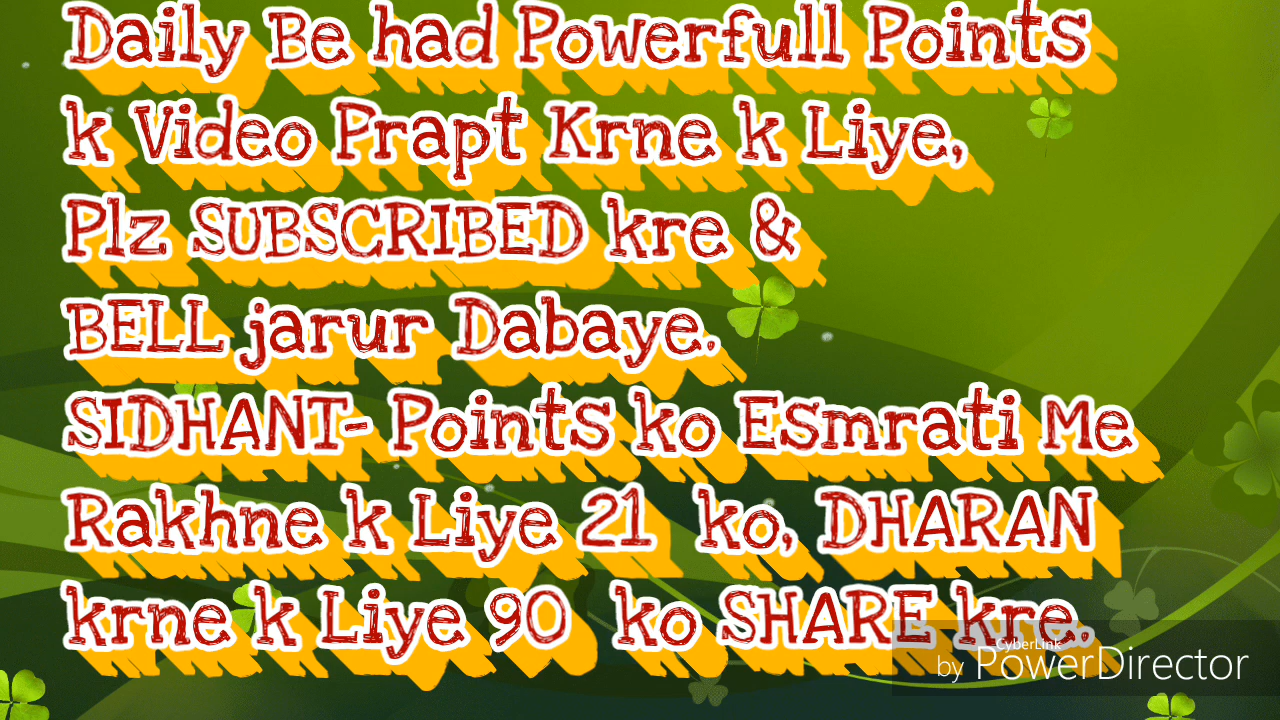 Daily Be had Powerfull Points
k Video Prapt Krne k Liye,
Plz SUBSCRIBED kre &
BELL jarur Dabaye.
SIDHANT- Points ko Esmrati Me
Rakhne k Liye 21 ko, DHARAN
krne k Liye 90 ko SHARE kre.
CyberLink
by PowerDirector